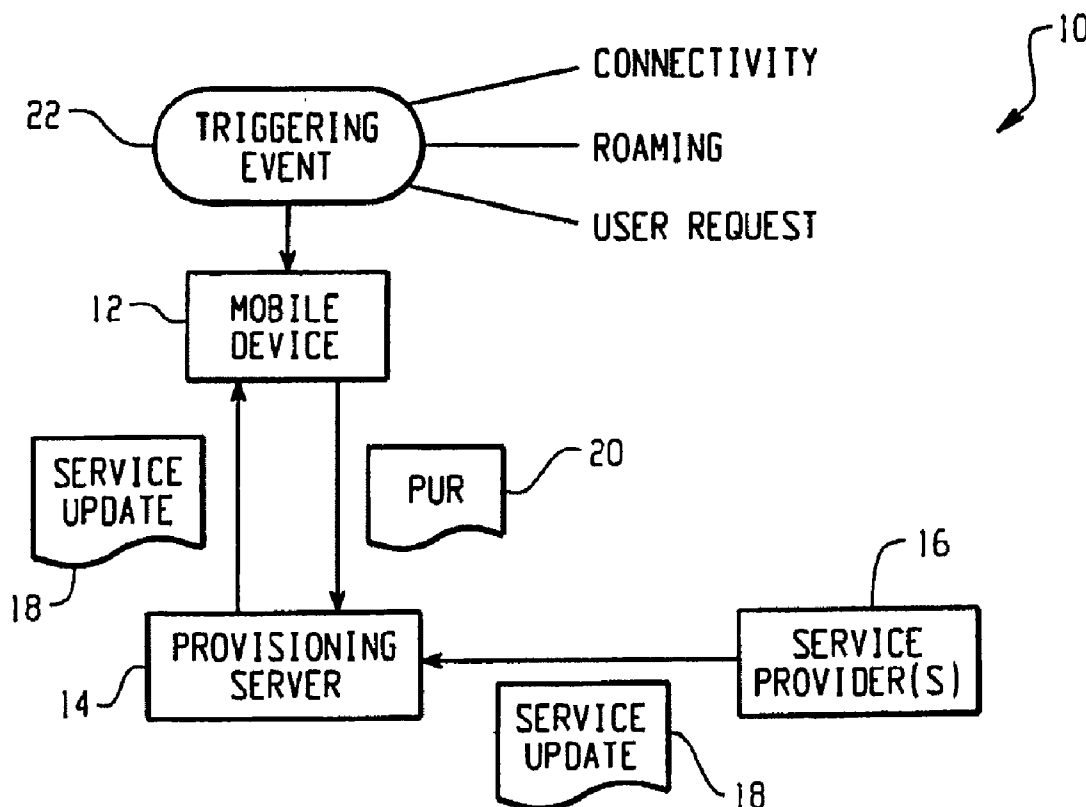 10
CONNECTIVITY
22
TRIGGERING
EVENT
ROAMING
USER REQUEST
12
MOBILE
DEVICE
SERVICE
UPDATE
PUR
20
18
16
PROVISIONING
SERVER
14
SERVICE
PROVIDER(S)
SERVICE
UPDATE
18